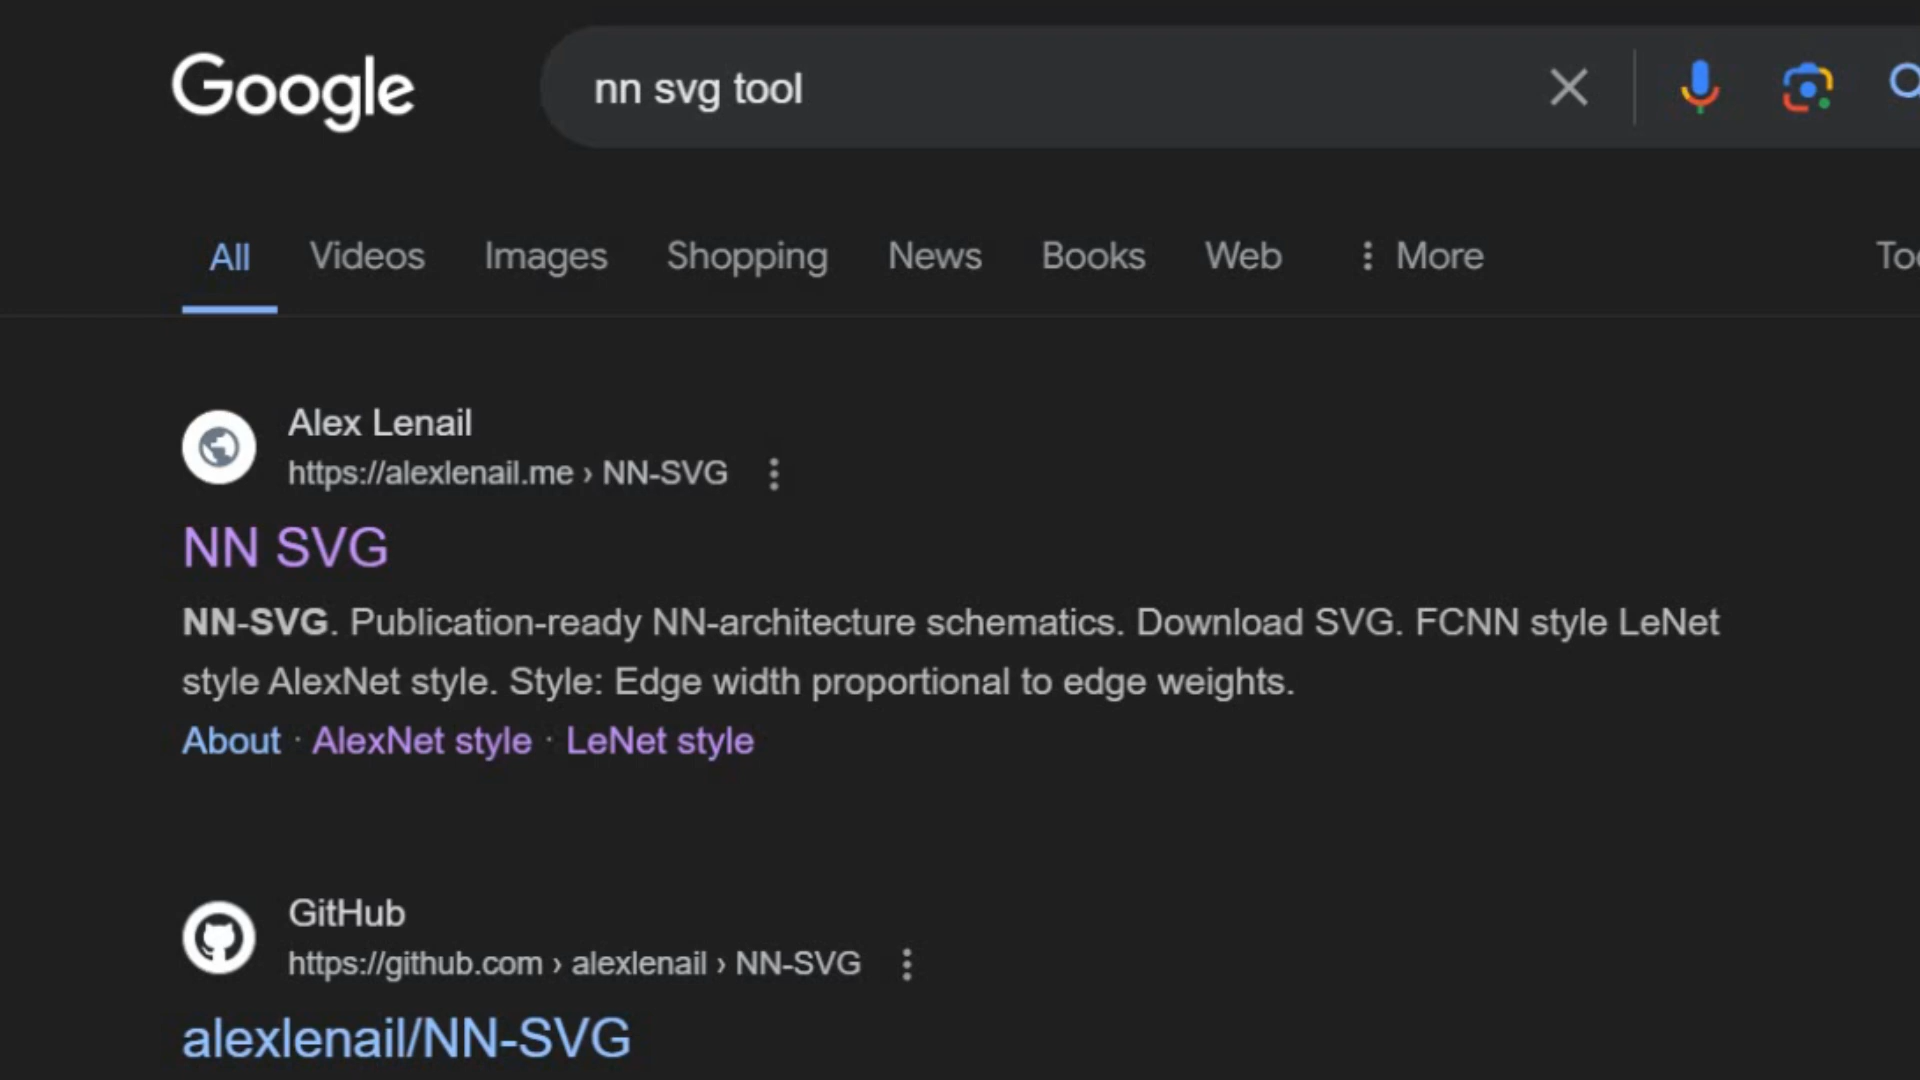 Google
nn svg tool
All Videos Images Shopping News Books Web More
Alex Lenail
https://alexlenail.me › NN-SVG
NN SVG
NN-SVG. Publication-ready NN-architecture schematics. Download SVG. FCNN style LeNet
style AlexNet style. Style: Edge width proportional to edge weights.
About · AlexNet style · LeNet style
GitHub
https://github.com › alexlenail › NN-SVG
alexlenail/NN-SVG